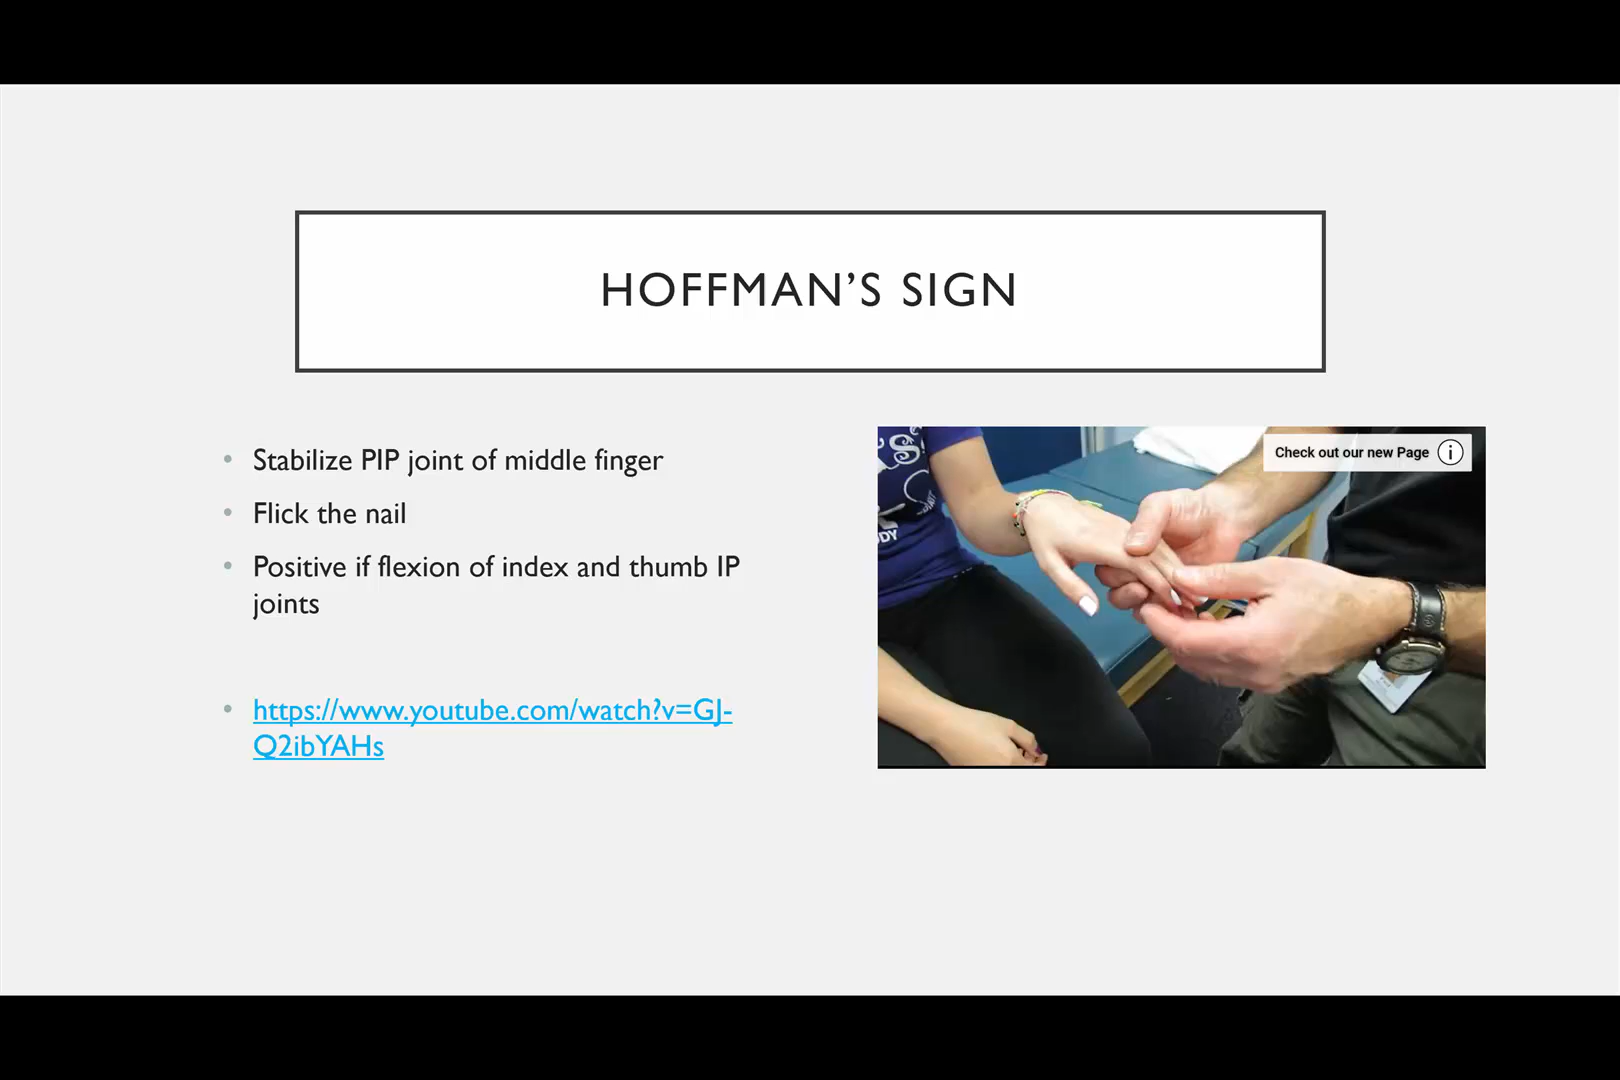 HOFFMAN’S SIGN
• Stabilize PIP joint of middle finger
• Flick the nail
• Positive if flexion of index and thumb IP
joints
• https://www.youtube.com/watch?v=GJ-
Q2ibYAHs
Check out our new Page